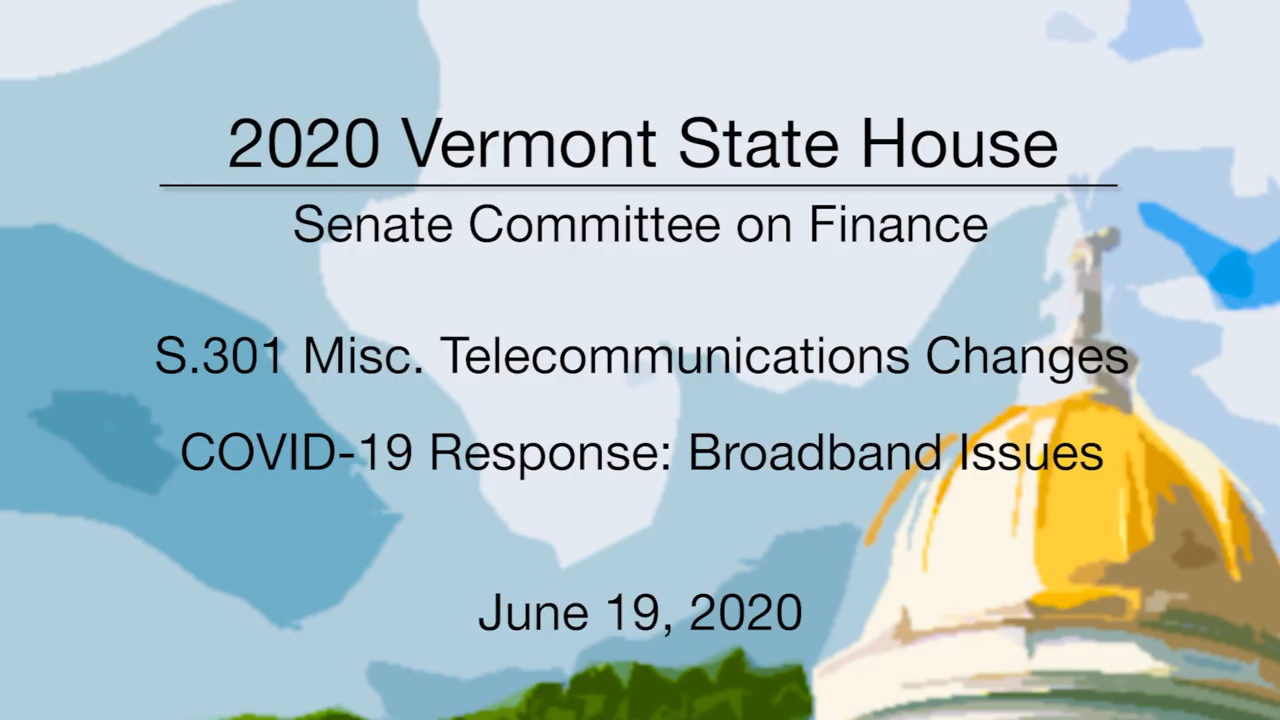 2020 Vermont State House
Senate Committee on Finance
S.301 Misc. Telecommunications Changes
COVID-19 Response: Broadband Issues
June 19, 2020